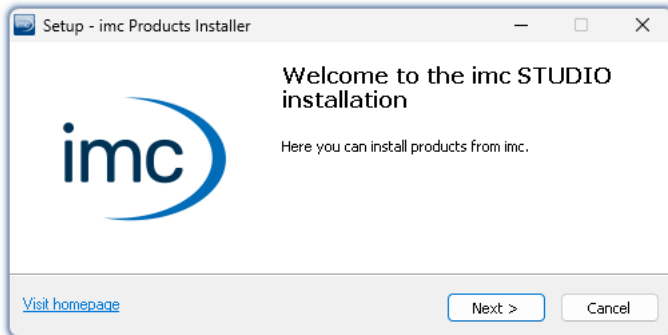 Setup - imc Products Installer
Welcome to the imc STUDIO
installation
imc
Here you can install products from imc.
Visit homepage
Next >
Cancel